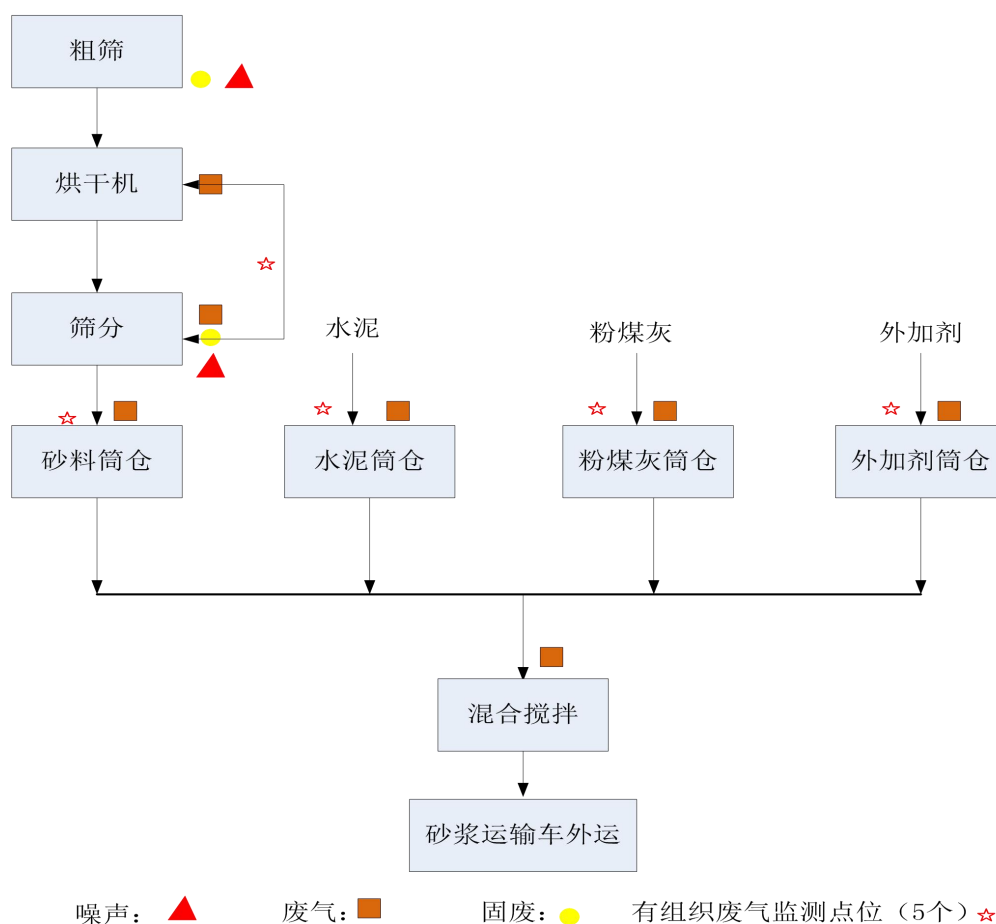 粗筛
烘干机
筛分
水泥
粉煤灰
外加剂
砂料筒仓
水泥筒仓
粉煤灰筒仓
外加剂筒仓
混合搅拌
砂浆运输车外运
噪声： 废气： 固废： 有组织废气监测点位（5个）